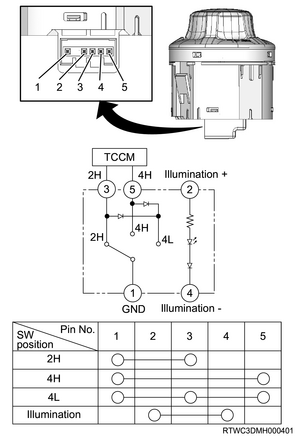 1 2 3 4 5
TCCM
2H 4H Illumination +
3 5 2
2H 4H 4L
1 4
GND Illumination -
SW position Pin No. 1 2 3 4 5
2H
4H
4L
Illumination
RTWC3DMH000401